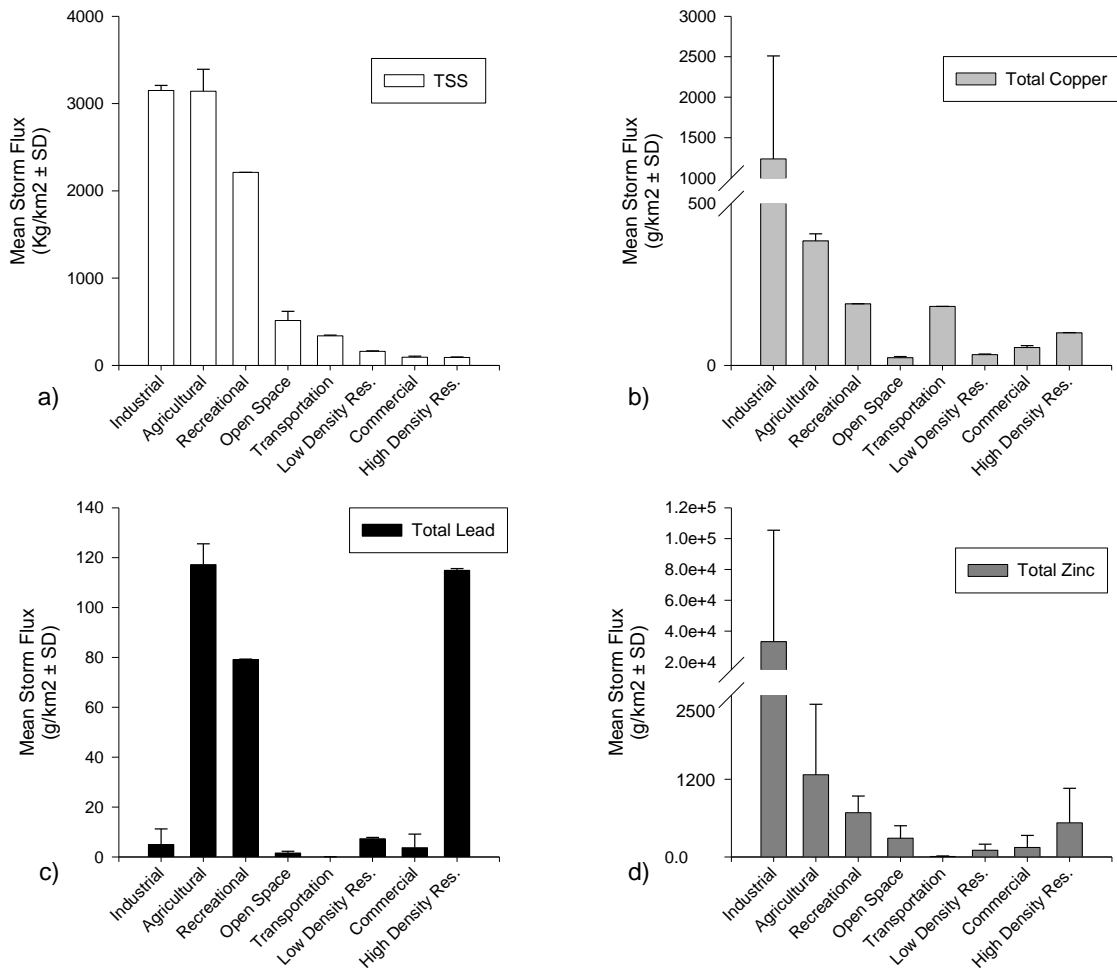 4000
3000
2000
1000
0
Mean Storm Flux
(Kg/km2 ± SD)
TSS
a)
Industrial
Agricultural
Recreational
Open Space
Transportation
Low Density Res.
Commercial
High Density Res.
3000
2500
2000
1500
1000
500
0
Mean Storm Flux
(g/km2 ± SD)
Total Copper
b)
Industrial
Agricultural
Recreational
Open Space
Transportation
Low Density Res.
Commercial
High Density Res.
140
120
100
80
60
40
20
0
Mean Storm Flux
(g/km2 ± SD)
Total Lead
c)
Industrial
Agricultural
Recreational
Open Space
Transportation
Low Density Res.
Commercial
High Density Res.
1.2e+5
1.0e+5
8.0e+4
6.0e+4
4.0e+4
2.0e+4
2500
1200
0.0
Mean Storm Flux
(g/km2 ± SD)
Total Zinc
d)
Industrial
Agricultural
Recreational
Open Space
Transportation
Low Density Res.
Commercial
High Density Res.